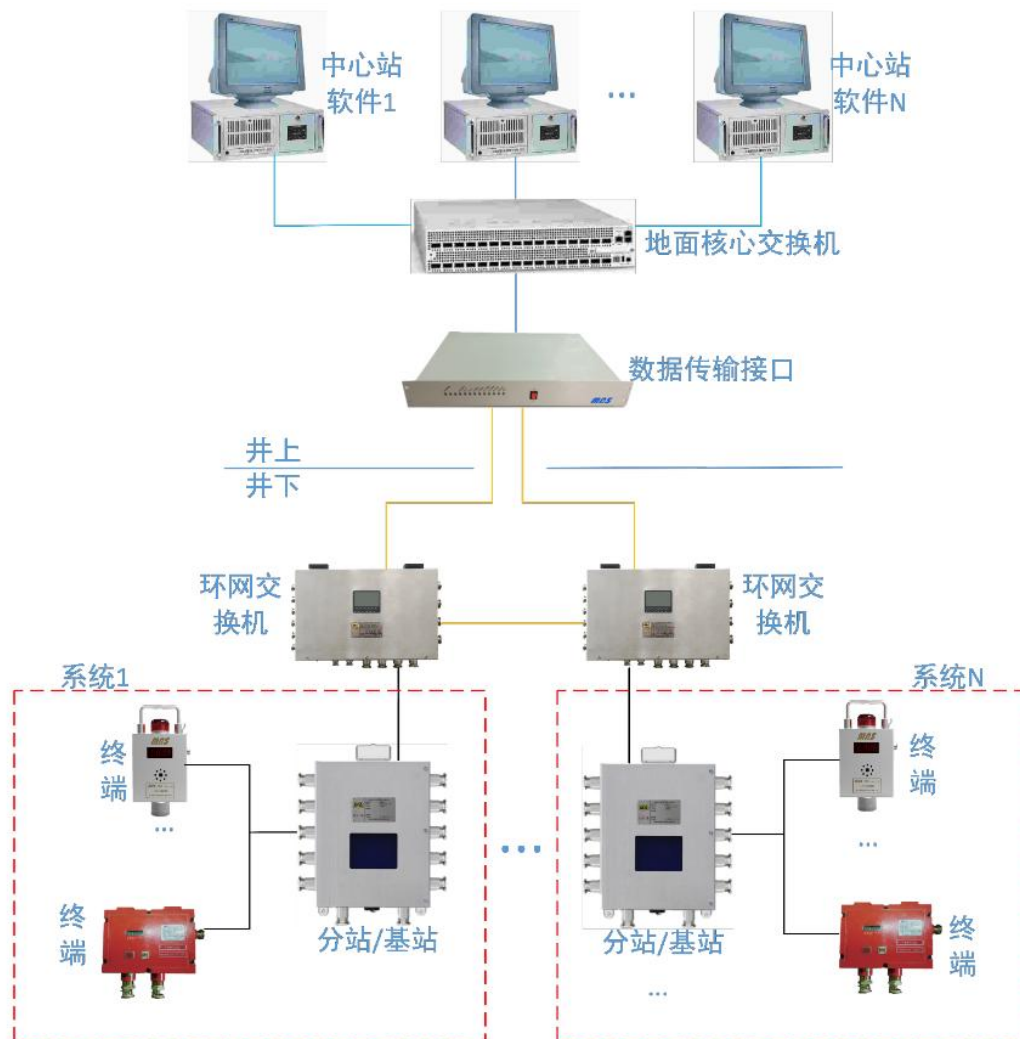 中心站
软件1
...
中心站
软件N
地面核心交换机
数据传输接口
MAS
井上
井下
环网交
换机
环网交
换机
系统1
系统N
终
端
...
终
端
...
...
终
端
终
端
分站/基站
分站/基站
...